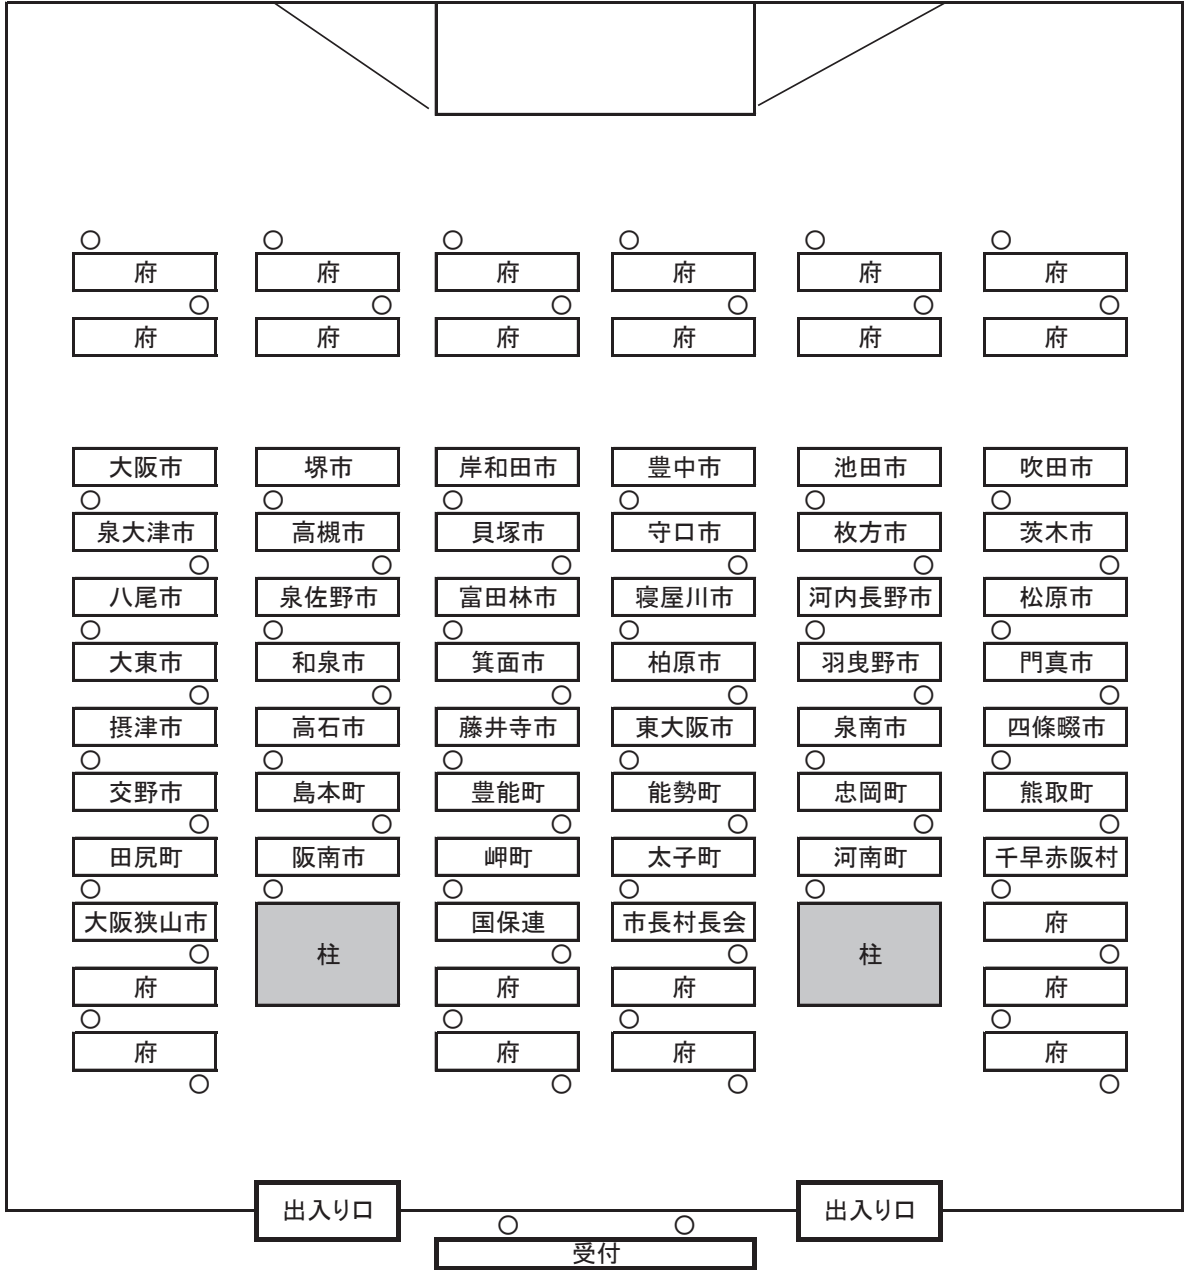 府 府 府 府 府 府
府 府 府 府 府 府
大阪市 堺市 岸和田市 豊中市 池田市 吹田市
泉大津市 高槻市 貝塚市 守口市 枚方市 茨木市
八尾市 泉佐野市 富田林市 寝屋川市 河内長野市 松原市
大東市 和泉市 箕面市 柏原市 羽曳野市 門真市
摂津市 高石市 藤井寺市 東大阪市 泉南市 四條畷市
交野市 島本町 豊能町 能勢町 忠岡町 熊取町
田尻町 阪南市 岬町 太子町 河南町 千早赤阪村
大阪狭山市 国保連 市長村長会 府
柱 柱
府 府 府 府
府 府 府 府
出入り口 出入り口
受付